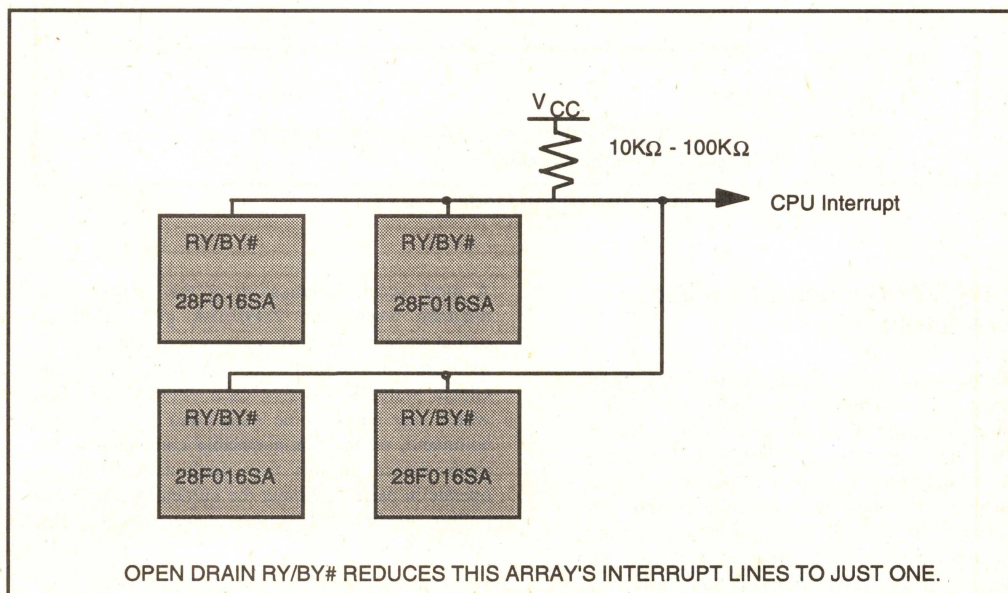 VCC
10KΩ - 100KΩ
CPU Interrupt
RY/BY# RY/BY#
28F016SA 28F016SA
RY/BY# RY/BY#
28F016SA 28F016SA
OPEN DRAIN RY/BY# REDUCES THIS ARRAY'S INTERRUPT LINES TO JUST ONE.